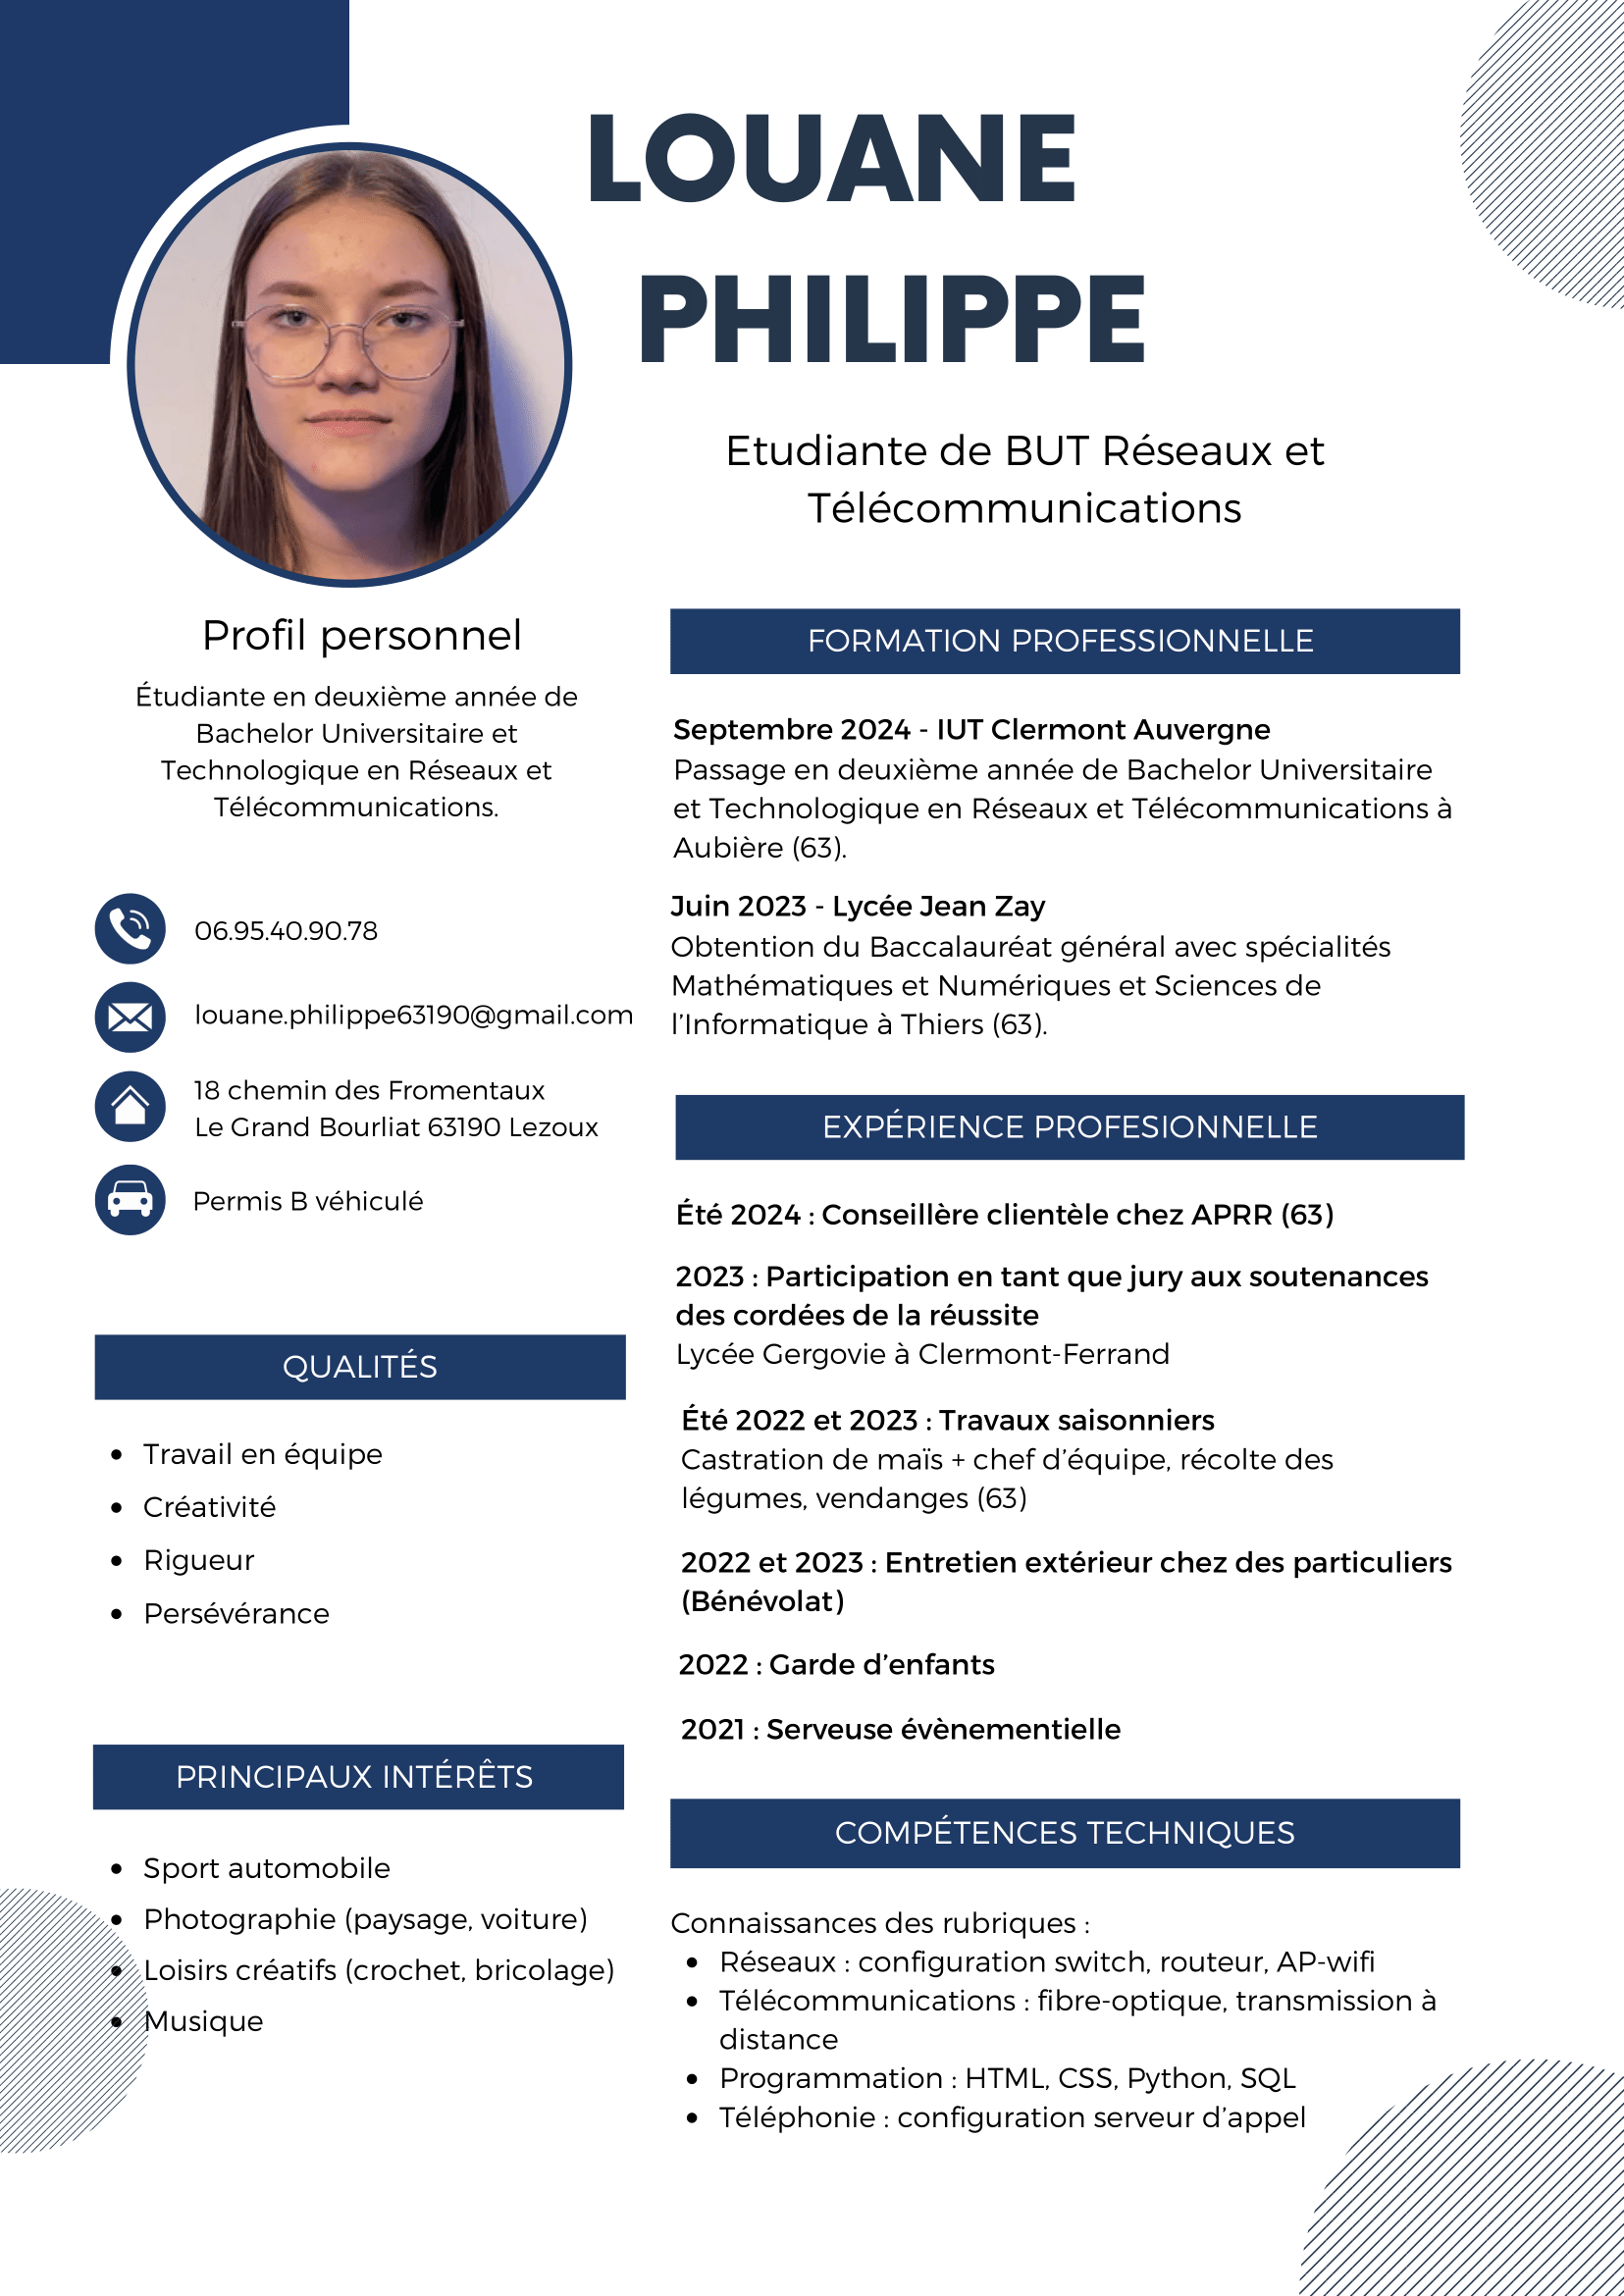 LOUANE
PHILIPPE
Etudiante de BUT Réseaux et
Télécommunications
Profil personnel
Étudiante en deuxième année de
Bachelor Universitaire et
Technologique en Réseaux et
Télécommunications.
06.95.40.90.78
louane.philippe63190@gmail.com
18 chemin des Fromentaux
Le Grand Bourliat 63190 Lezoux
Permis B véhiculé
QUALITÉS
• Travail en équipe
• Créativité
• Rigueur
• Persévérance
PRINCIPAUX INTÉRÊTS
• Sport automobile
• Photographie (paysage, voiture)
• Loisirs créatifs (crochet, bricolage)
• Musique
FORMATION PROFESSIONNELLE
Septembre 2024 - IUT Clermont Auvergne
Passage en deuxième année de Bachelor Universitaire
et Technologique en Réseaux et Télécommunications à
Aubière (63).
Juin 2023 - Lycée Jean Zay
Obtention du Baccalauréat général avec spécialités
Mathématiques et Numériques et Sciences de
l’Informatique à Thiers (63).
EXPÉRIENCE PROFESIONNELLE
Été 2024 : Conseillère clientèle chez APRR (63)
2023 : Participation en tant que jury aux soutenances
des cordées de la réussite
Lycée Gergovie à Clermont-Ferrand
Été 2022 et 2023 : Travaux saisonniers
Castration de maïs + chef d’équipe, récolte des
légumes, vendanges (63)
2022 et 2023 : Entretien extérieur chez des particuliers
(Bénévolat)
2022 : Garde d’enfants
2021 : Serveuse évènementielle
COMPÉTENCES TECHNIQUES
Connaissances des rubriques :
• Réseaux : configuration switch, routeur, AP-wifi
• Télécommunications : fibre-optique, transmission à
distance
• Programmation : HTML, CSS, Python, SQL
• Téléphonie : configuration serveur d’appel